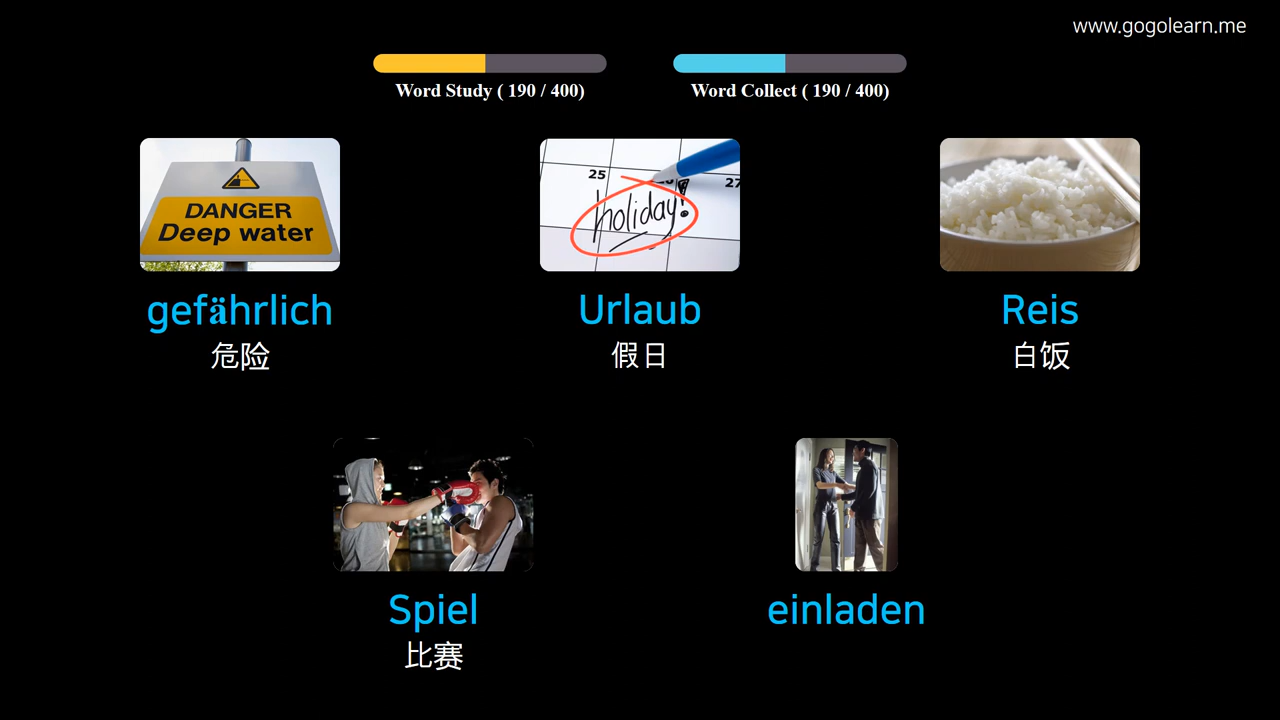 www.gogolearn.me
Word Study ( 190 / 400)
Word Collect ( 190 / 400)
DANGER
Deep water
25
27
holiday!
gefährlich
Urlaub
Reis
危险
假日
白饭
Spiel
einladen
比赛